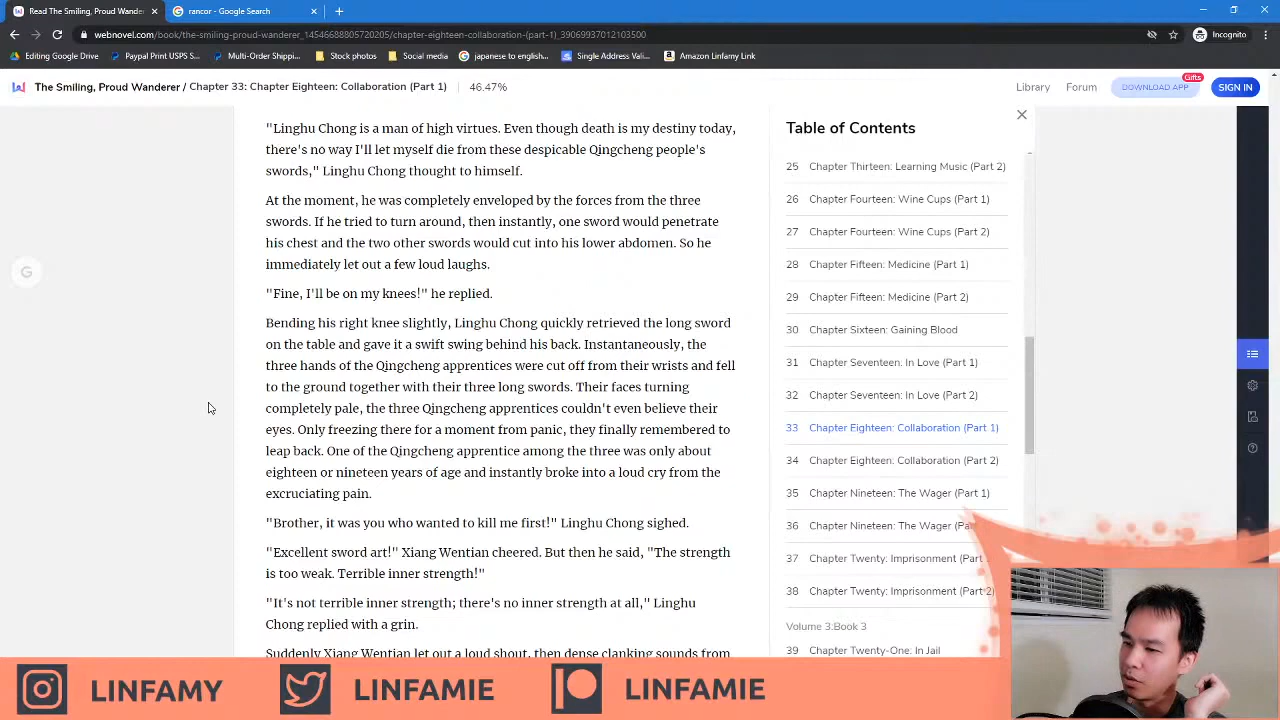 Read The Smiling, Proud Wander
rancor - Google Search
webnovel.com/book/the-smiling-proud-wanderer_14546688805720205/chapter-eighteen-collaboration-(part-1)_39069937012103500
Incognito
Editing Google Drive
Paypal Print USPS S...
Multi-Order Shippi...
Stock photos
Social media
japanese to english...
Single Address Vali...
Amazon Linfamy Link
The Smiling, Proud Wanderer / Chapter 33: Chapter Eighteen: Collaboration (Part 1)
46.47%
Library
Forum
DOWNLOAD APP
Gifts
SIGN IN
"Linghu Chong is a man of high virtues. Even though death is my destiny today,
there's no way I'll let myself die from these despicable Qingcheng people's
swords," Linghu Chong thought to himself.
At the moment, he was completely enveloped by the forces from the three
swords. If he tried to turn around, then instantly, one sword would penetrate
his chest and the two other swords would cut into his lower abdomen. So he
immediately let out a few loud laughs.
"Fine, I'll be on my knees!" he replied.
Bending his right knee slightly, Linghu Chong quickly retrieved the long sword
on the table and gave it a swift swing behind his back. Instantaneously, the
three hands of the Qingcheng apprentices were cut off from their wrists and fell
to the ground together with their three long swords. Their faces turning
completely pale, the three Qingcheng apprentices couldn't even believe their
eyes. Only freezing there for a moment from panic, they finally remembered to
leap back. One of the Qingcheng apprentice among the three was only about
eighteen or nineteen years of age and instantly broke into a loud cry from the
excruciating pain.
"Brother, it was you who wanted to kill me first!" Linghu Chong sighed.
"Excellent sword art!" Xiang Wentian cheered. But then he said, "The strength
is too weak. Terrible inner strength!"
"It's not terrible inner strength; there's no inner strength at all," Linghu
Chong replied with a grin.
Suddenly Xiang Wentian let out a loud shout, then dense clanking sounds from
Table of Contents
25 Chapter Thirteen: Learning Music (Part 2)
26 Chapter Fourteen: Wine Cups (Part 1)
27 Chapter Fourteen: Wine Cups (Part 2)
28 Chapter Fifteen: Medicine (Part 1)
29 Chapter Fifteen: Medicine (Part 2)
30 Chapter Sixteen: Gaining Blood
31 Chapter Seventeen: In Love (Part 1)
32 Chapter Seventeen: In Love (Part 2)
33 Chapter Eighteen: Collaboration (Part 1)
34 Chapter Eighteen: Collaboration (Part 2)
35 Chapter Nineteen: The Wager (Part 1)
36 Chapter Nineteen: The Wager (Pa
37 Chapter Twenty: Imprisonment (Part
38 Chapter Twenty: Imprisonment (Part 2)
Volume 3:Book 3
39 Chapter Twenty-One: In Jail
LINFAMY
LINFAMIE
LINFAMIE